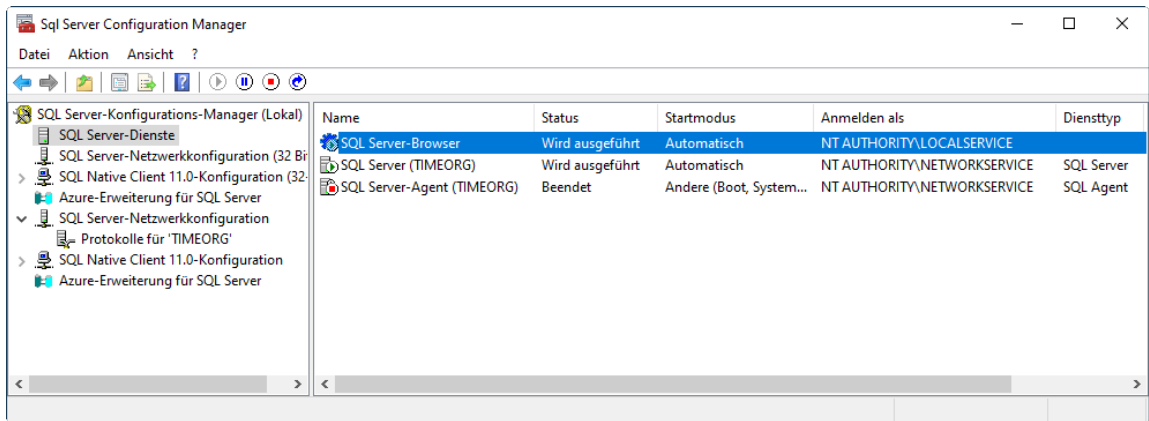 Sql Server Configuration Manager
Datei Aktion Ansicht ?
SQL Server-Konfigurations-Manager (Lokal)
SQL Server-Dienste
SQL Server-Netzwerkkonfiguration (32 Bi
SQL Native Client 11.0-Konfiguration (32-
Azure-Erweiterung für SQL Server
SQL Server-Netzwerkkonfiguration
Protokolle für 'TIMEORG'
SQL Native Client 11.0-Konfiguration
Azure-Erweiterung für SQL Server
Name Status Startmodus Anmelden als Diensttyp
SQL Server-Browser Wird ausgeführt Automatisch NT AUTHORITY\LOCALSERVICE
SQL Server (TIMEORG) Wird ausgeführt Automatisch NT AUTHORITY\NETWORKSERVICE SQL Server
SQL Server-Agent (TIMEORG) Beendet Andere (Boot, System... NT AUTHORITY\NETWORKSERVICE SQL Agent